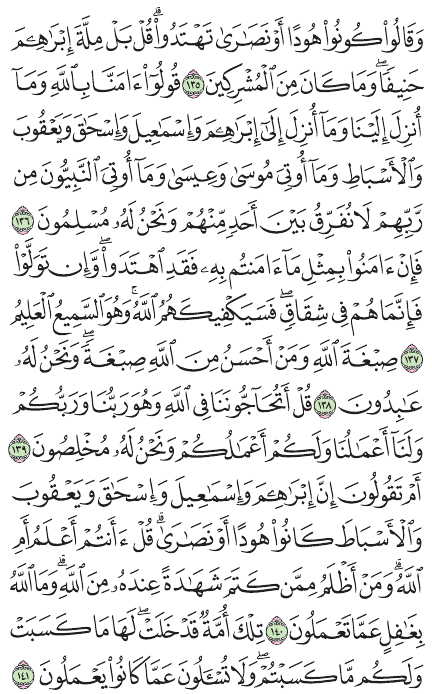 وَقَالُوا۟ كُونُوا۟ هُودًا أَوْ نَصَـٰرَىٰ تَهْتَدُوا۟ ۗ قُلْ بَلْ مِلَّةَ إِبْرَٰهِـۧمَ
حَنِيفًا ۖ وَمَا كَانَ مِنَ ٱلْمُشْرِكِينَ ١٣٥ قُولُوٓا۟ ءَامَنَّا بِٱللَّهِ وَمَآ
أُنزِلَ إِلَيْنَا وَمَآ أُنزِلَ إِلَىٰٓ إِبْرَٰهِـۧمَ وَإِسْمَـٰعِيلَ وَإِسْحَـٰقَ وَيَعْقُوبَ
وَٱلْأَسْبَاطِ وَمَآ أُوتِىَ مُوسَىٰ وَعِيسَىٰ وَمَآ أُوتِىَ ٱلنَّبِيُّونَ مِن
رَّبِّهِمْ لَا نُفَرِّقُ بَيْنَ أَحَدٍ مِّنْهُمْ وَنَحْنُ لَهُۥ مُسْلِمُونَ ١٣٦
فَإِنْ ءَامَنُوا۟ بِمِثْلِ مَآ ءَامَنتُم بِهِۦ فَقَدِ ٱهْتَدَوا۟ ۖ وَّإِن تَوَلَّوْا۟
فَإِنَّمَا هُمْ فِى شِقَاقٍ ۖ فَسَيَكْفِيكَهُمُ ٱللَّهُ ۚ وَهُوَ ٱلسَّمِيعُ ٱلْعَلِيمُ
١٣٧ صِبْغَةَ ٱللَّهِ ۖ وَمَنْ أَحْسَنُ مِنَ ٱللَّهِ صِبْغَةً ۖ وَنَحْنُ لَهُۥ
عَـٰبِدُونَ ١٣٨ قُلْ أَتُحَآجُّونَنَا فِى ٱللَّهِ وَهُوَ رَبُّنَا وَرَبُّكُمْ
وَلَنَآ أَعْمَـٰلُنَا وَلَكُمْ أَعْمَـٰلُكُمْ وَنَحْنُ لَهُۥ مُخْلِصُونَ ١٣٩
أَمْ تَقُولُونَ إِنَّ إِبْرَٰهِـۧمَ وَإِسْمَـٰعِيلَ وَإِسْحَـٰقَ وَيَعْقُوبَ
وَٱلْأَسْبَاطَ كَانُوا۟ هُودًا أَوْ نَصَـٰرَىٰ ۗ قُلْ ءَأَنتُمْ أَعْلَمُ أَمِ
ٱللَّهُ ۗ وَمَنْ أَظْلَمُ مِمَّن كَتَمَ شَهَـٰدَةً عِندَهُۥ مِنَ ٱللَّهِ ۗ وَمَا ٱللَّهُ
بِغَـٰفِلٍ عَمَّا تَعْمَلُونَ ١٤٠ تِلْكَ أُمَّةٌ قَدْ خَلَتْ ۖ لَهَا مَا كَسَبَتْ
وَلَكُم مَّا كَسَبْتُمْ ۖ وَلَا تُسْـَٔلُونَ عَمَّا كَانُوا۟ يَعْمَلُونَ ١٤١